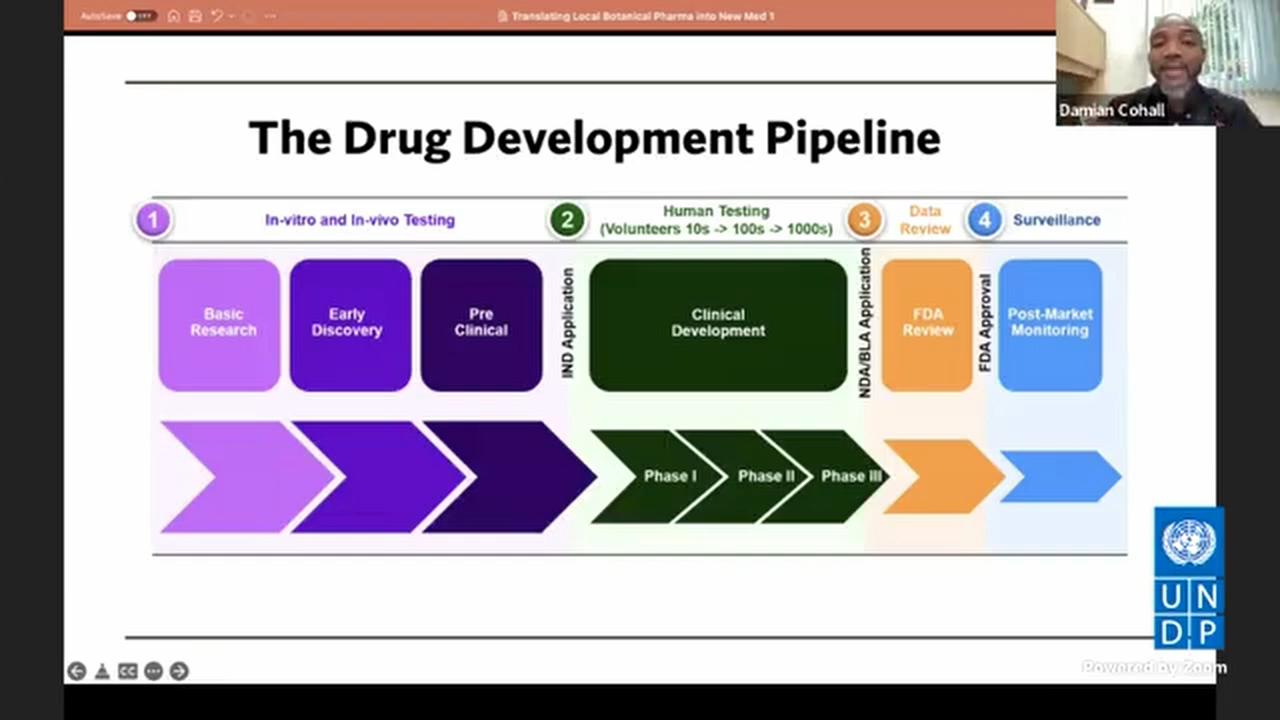 AutoSave OFF
Translating Local Botanical Pharma into New Med 1
Damian Cohall
The Drug Development Pipeline
1
In-vitro and In-vivo Testing
2
Human Testing
(Volunteers 10s -> 100s -> 1000s)
3
Data
Review
4
Surveillance
Basic
Research
Early
Discovery
Pre
Clinical
IND Application
Clinical
Development
NDA/BLA Application
FDA
Review
FDA Approval
Post-Market
Monitoring
Phase I
Phase II
Phase III
U N
D P
CC
Powered by Zoom